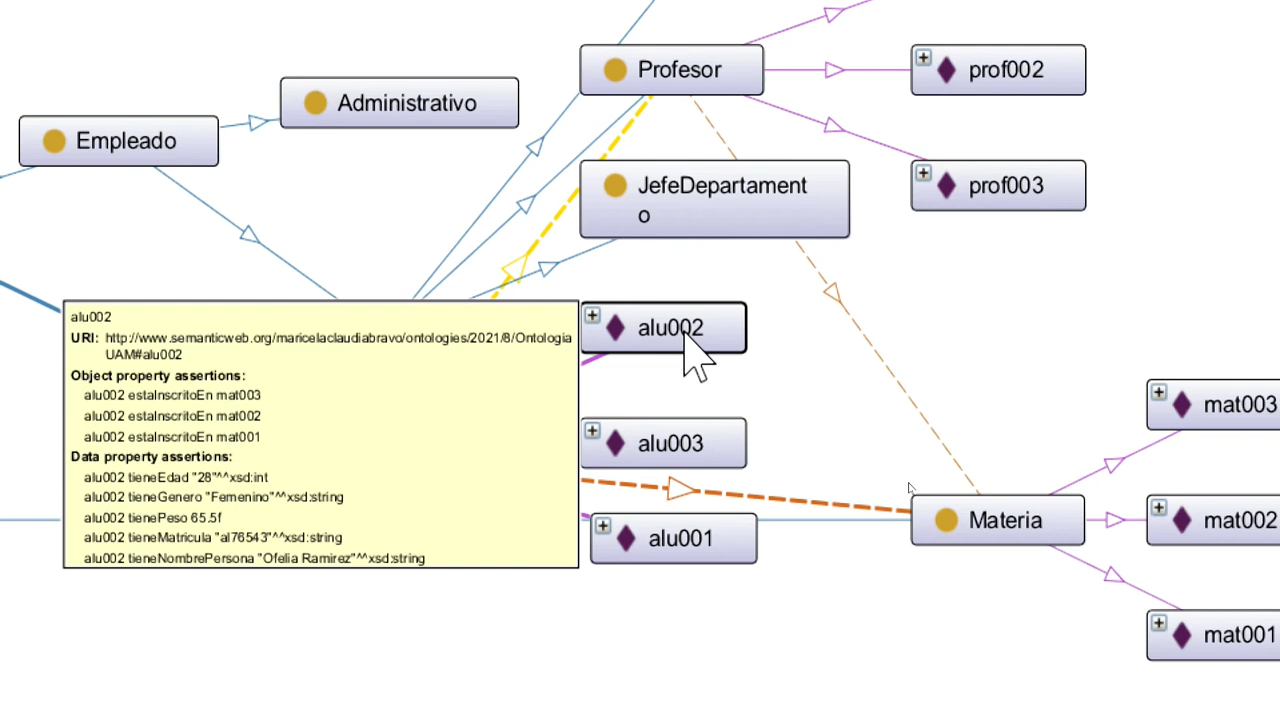 Profesor
prof002
Administrativo
Empleado
JefeDepartament
o
prof003
alu002
URI: http://www.semanticweb.org/maricelaclaudiabravo/ontologies/2021/8/Ontologia
UAM#alu002
Object property assertions:
alu002 estaInscritoEn mat003
alu002 estaInscritoEn mat002
alu002 estaInscritoEn mat001
Data property assertions:
alu002 tieneEdad "28"^^xsd:int
alu002 tieneGenero "Femenino"^^xsd:string
alu002 tienePeso 65.5f
alu002 tieneMatricula "al76543"^^xsd:string
alu002 tieneNombrePersona "Ofelia Ramirez"^^xsd:string
alu002
alu003
alu001
mat003
Materia
mat002
mat001